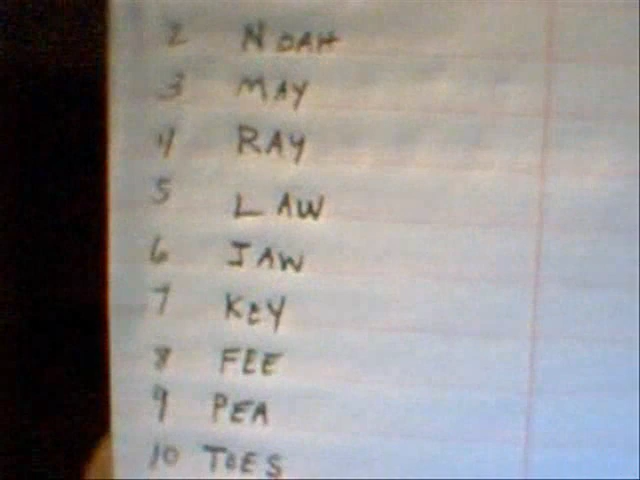 2 NOAH
3 MAY
4 RAY
5 LAW
6 JAW
7 KEY
8 FEE
9 PEA
10 TOES